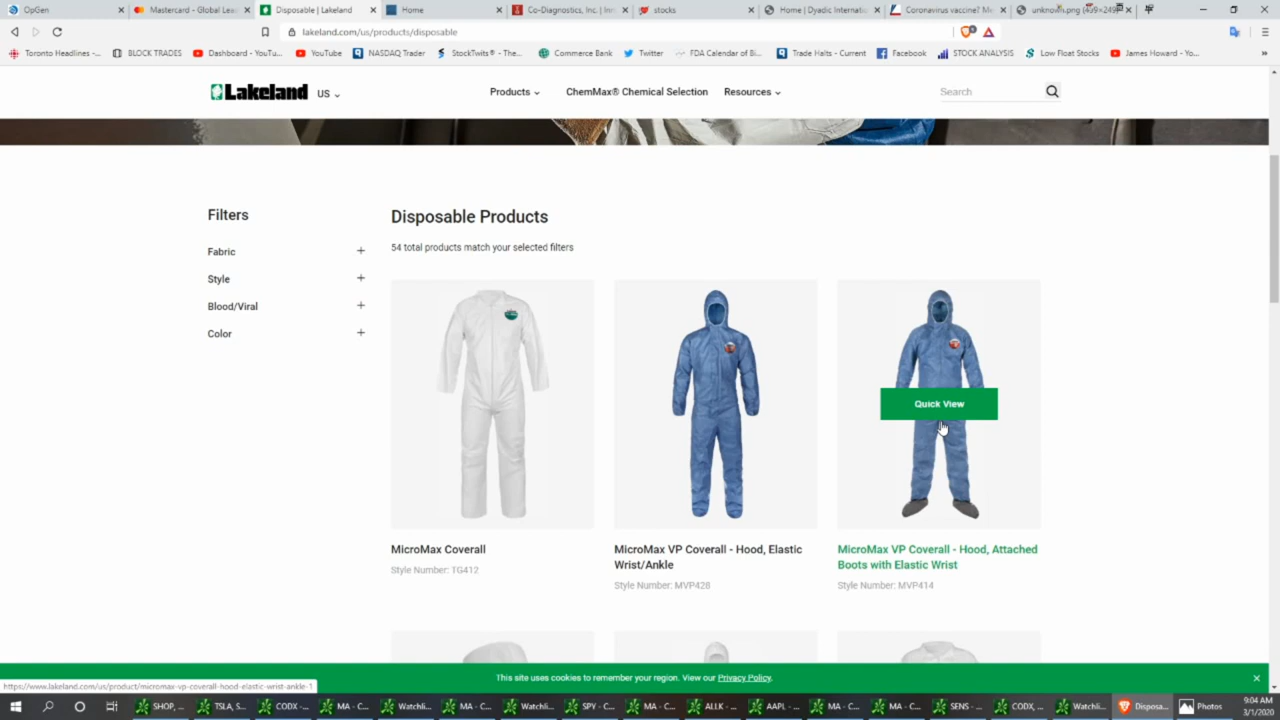 OpGen
Mastercard - Global Lea
Disposable | Lakeland
Home
Co-Diagnostics, Inc. | Inn
stocks
Home | Dyadic Internatio
Coronavirus vaccine? Me
unknown.png (439×249)
lakeland.com/us/products/disposable
Toronto Headlines -...
BLOCK TRADES
Dashboard - YouTu...
YouTube
NASDAQ Trader
StockTwits® - The...
Commerce Bank
Twitter
FDA Calendar of Bi...
Trade Halts - Current
Facebook
STOCK ANALYSIS
Low Float Stocks
James Howard - Yo...
Lakeland
US
Products
ChemMax® Chemical Selection
Resources
Search
Filters
Fabric
Style
Blood/Viral
Color
Disposable Products
54 total products match your selected filters
Quick View
MicroMax Coverall
Style Number: TG412
MicroMax VP Coverall - Hood, Elastic
Wrist/Ankle
Style Number: MVP428
MicroMax VP Coverall - Hood, Attached
Boots with Elastic Wrist
Style Number: MVP414
This site uses cookies to remember your region. View our Privacy Policy.
https://www.lakeland.com/us/product/micromax-vp-coverall-hood-elastic-wrist-ankle-1
SHOP, ...
TSLA, S...
CODX -...
MA - C...
Watchli...
MA - C...
Watchli...
SPY - C...
MA - C...
ALLK - ...
AAPL - ...
MA - C...
MA - C...
SENS - ...
CODX, ...
Watchli...
Disposa...
Photos
9:04 AM
3/1/2020